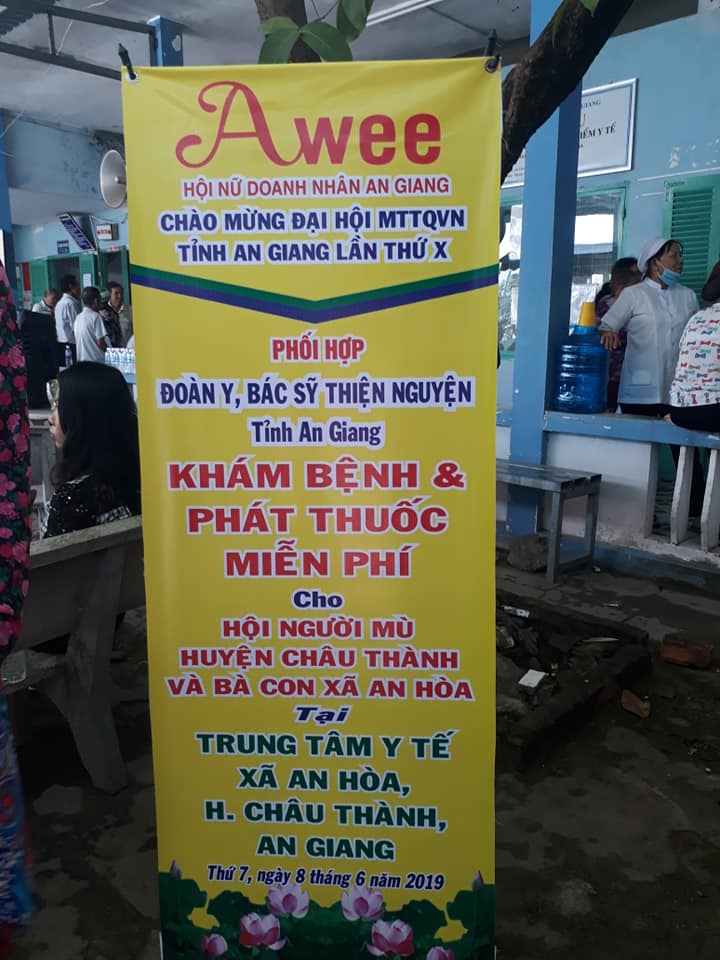 Awee
HỘI NỮ DOANH NHÂN AN GIANG
CHÀO MỪNG ĐẠI HỘI MTTQVN
TỈNH AN GIANG LẦN THỨ X
PHỐI HỢP
ĐOÀN Y, BÁC SỸ THIỆN NGUYỆN
Tỉnh An Giang
KHÁM BỆNH &
PHÁT THUỐC
MIỄN PHÍ
Cho
HỘI NGƯỜI MÙ
HUYỆN CHÂU THÀNH
VÀ BÀ CON XÃ AN HÒA
Tại
TRUNG TÂM Y TẾ
XÃ AN HÒA,
H. CHÂU THÀNH,
AN GIANG
Thứ 7, ngày 8 tháng 6 năm 2019
GIANG
HIỂM Y TẾ